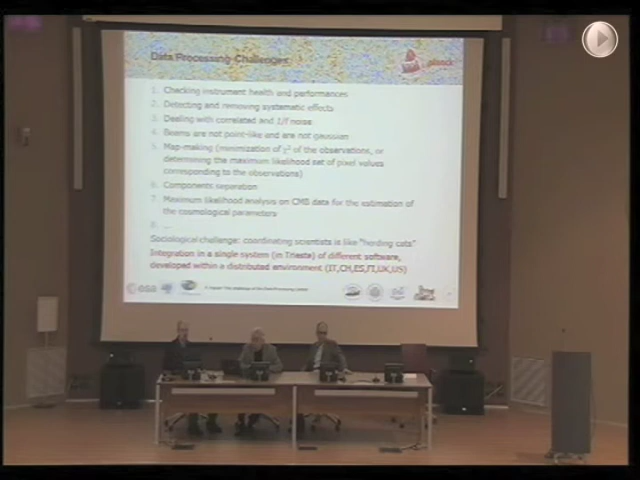 Data Processing Challenges
planck
1. Checking instrument health and performances
2. Detecting and removing systematic effects
3. Dealing with correlated and 1/f noise
4. Beams are not point-like and are not gaussian
5. Map-making (minimization of χ² of the observations, or
determining the maximum likelihood set of pixel values
corresponding to the observations)
6. Components separation
7. Maximum likelihood analysis on CMB data for the estimation of
the cosmological parameters
8. ...
Sociological challenge: coordinating scientists is like "herding cats"
Integration in a single system (in Trieste) of different software,
developed within a distributed environment (IT,CH,ES,FI,UK,US)
esa